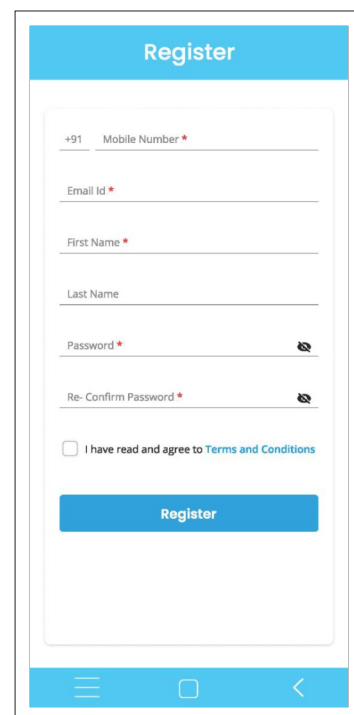 Register
+91 Mobile Number *
Email Id *
First Name *
Last Name
Password *
Re- Confirm Password *
I have read and agree to Terms and Conditions
Register